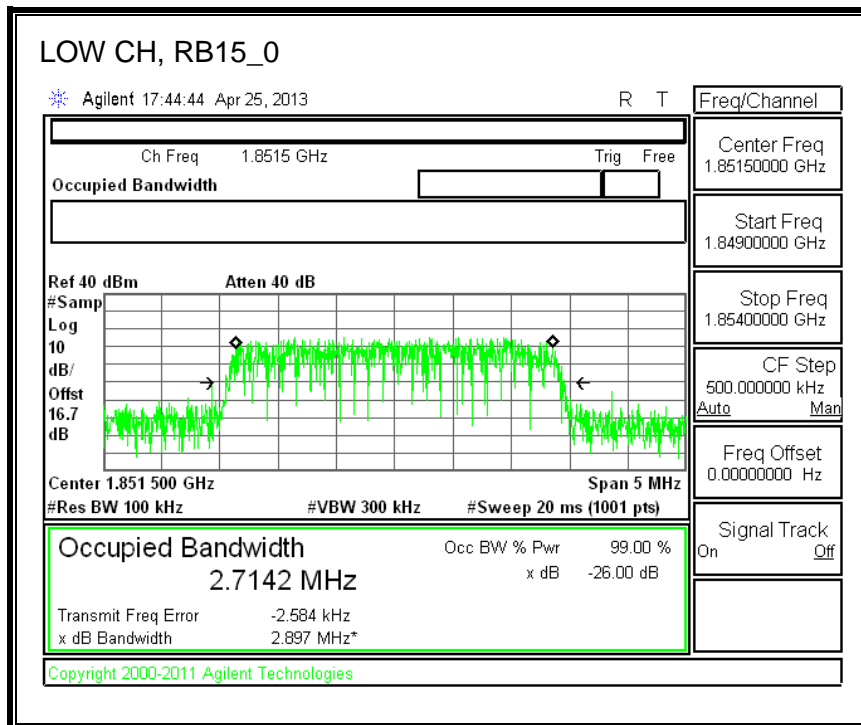 LOW CH, RB15_0
Agilent 17:44:44 Apr 25, 2013 R T
Freq/Channel
Ch Freq 1.8515 GHz Trig Free
Occupied Bandwidth
Center Freq
1.85150000 GHz
Start Freq
1.84900000 GHz
Stop Freq
1.85400000 GHz
CF Step
500.000000 kHz
Auto Man
Freq Offset
0.00000000 Hz
Signal Track
On Off
Ref 40 dBm Atten 40 dB
#Samp
Log
10
dB/
Offst
16.7
dB
Center 1.851 500 GHz Span 5 MHz
#Res BW 100 kHz #VBW 300 kHz #Sweep 20 ms (1001 pts)
Occupied Bandwidth Occ BW % Pwr 99.00 %
2.7142 MHz x dB -26.00 dB
Transmit Freq Error -2.584 kHz
x dB Bandwidth 2.897 MHz*
Copyright 2000-2011 Agilent Technologies